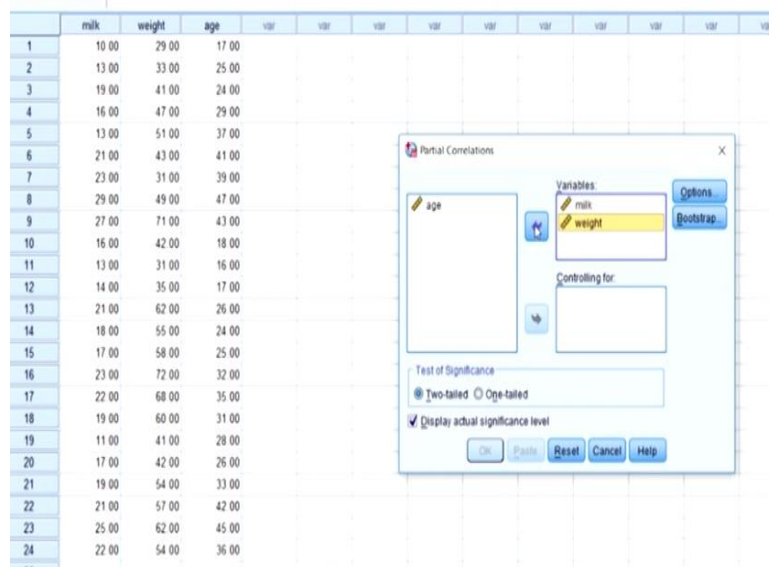 milk weight age var var var var var var var var var
1 10 00 29 00 17 00
2 13 00 33 00 25 00
3 19 00 41 00 24 00
4 16 00 47 00 29 00
5 13 00 51 00 37 00
6 21 00 43 00 41 00
7 23 00 31 00 39 00
8 29 00 49 00 47 00
9 27 00 71 00 43 00
10 16 00 42 00 18 00
11 13 00 31 00 16 00
12 14 00 35 00 17 00
13 21 00 62 00 26 00
14 18 00 55 00 24 00
15 17 00 58 00 25 00
16 23 00 72 00 32 00
17 22 00 68 00 35 00
18 19 00 60 00 31 00
19 11 00 41 00 28 00
20 17 00 42 00 26 00
21 19 00 54 00 33 00
22 21 00 57 00 42 00
23 25 00 62 00 45 00
24 22 00 54 00 36 00
Partial Correlations X
Variables:
age
milk
weight
Options...
Bootstrap...
Controlling for:
Test of Significance
Two-tailed One-tailed
Display actual significance level
OK Paste Reset Cancel Help